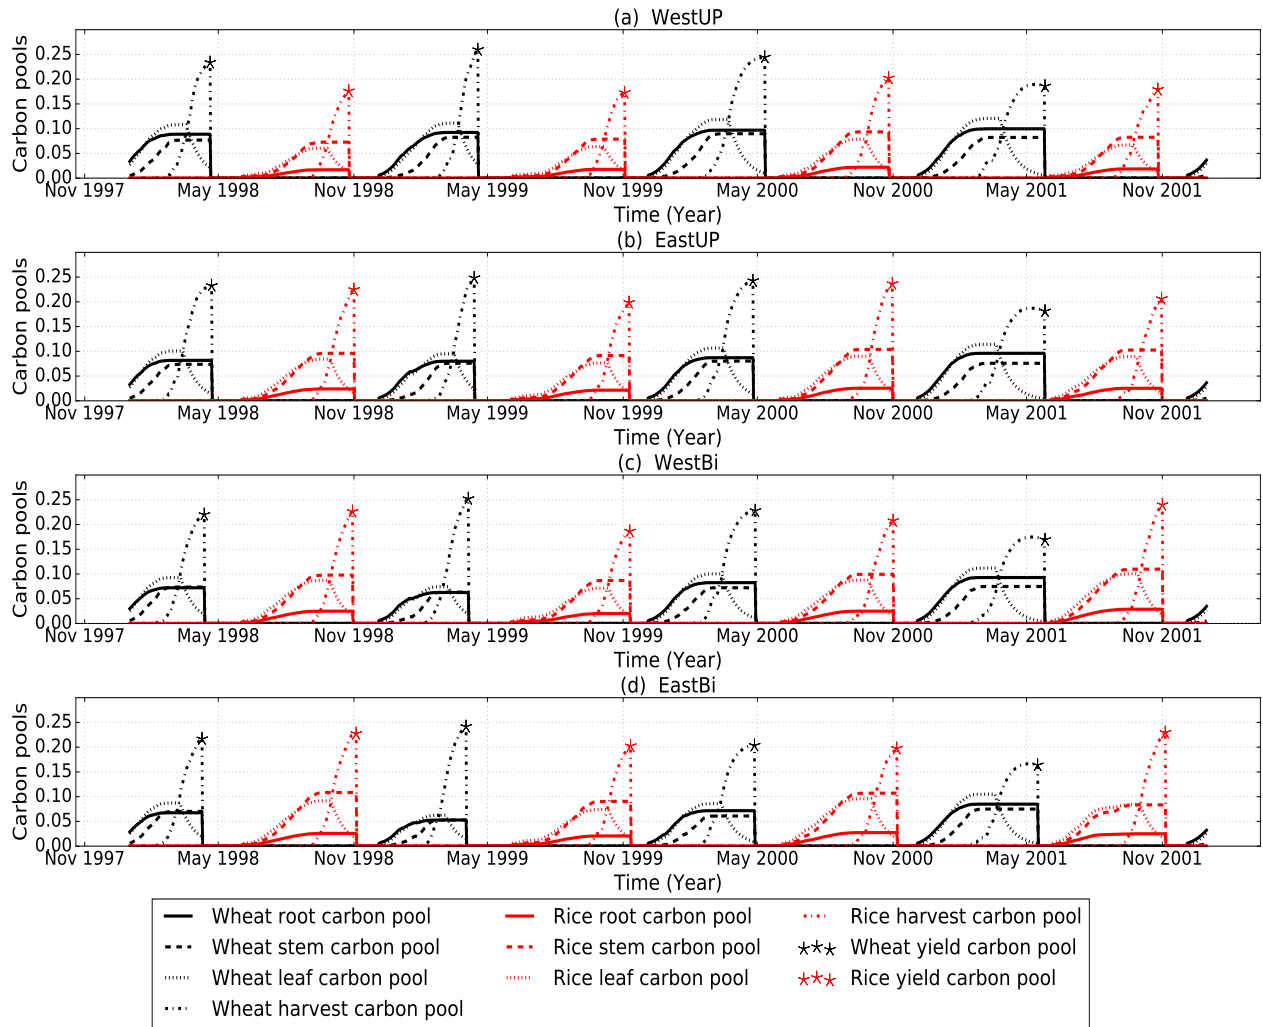 (a) WestUP
Carbon pools
0.25
0.20
0.15
0.10
0.05
0.00
Nov 1997 May 1998 Nov 1998 May 1999 Nov 1999 May 2000 Nov 2000 May 2001 Nov 2001
Time (Year)
(b) EastUP
Carbon pools
0.25
0.20
0.15
0.10
0.05
0.00
Nov 1997 May 1998 Nov 1998 May 1999 Nov 1999 May 2000 Nov 2000 May 2001 Nov 2001
Time (Year)
(c) WestBi
Carbon pools
0.25
0.20
0.15
0.10
0.05
0.00
Nov 1997 May 1998 Nov 1998 May 1999 Nov 1999 May 2000 Nov 2000 May 2001 Nov 2001
Time (Year)
(d) EastBi
Carbon pools
0.25
0.20
0.15
0.10
0.05
0.00
Nov 1997 May 1998 Nov 1998 May 1999 Nov 1999 May 2000 Nov 2000 May 2001 Nov 2001
Time (Year)
Wheat root carbon pool
Wheat stem carbon pool
Wheat leaf carbon pool
Wheat harvest carbon pool
Rice root carbon pool
Rice stem carbon pool
Rice leaf carbon pool
Rice harvest carbon pool
Wheat yield carbon pool
Rice yield carbon pool